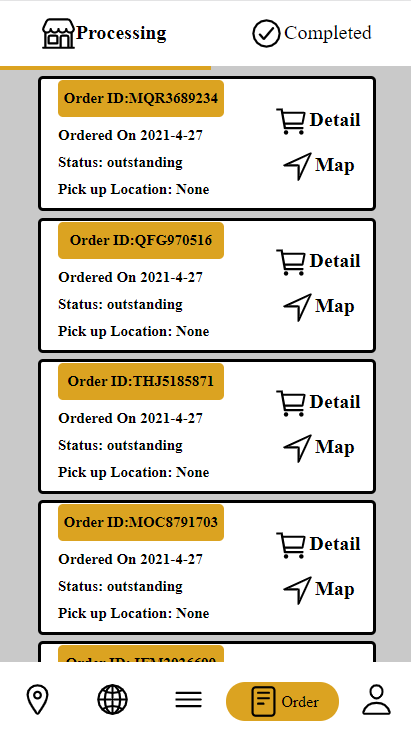 Processing
Completed
Order ID:MQR3689234
Ordered On 2021-4-27
Status: outstanding
Pick up Location: None
Detail
Map
Order ID:QFG970516
Ordered On 2021-4-27
Status: outstanding
Pick up Location: None
Detail
Map
Order ID:THJ5185871
Ordered On 2021-4-27
Status: outstanding
Pick up Location: None
Detail
Map
Order ID:MOC8791703
Ordered On 2021-4-27
Status: outstanding
Pick up Location: None
Detail
Map
Order